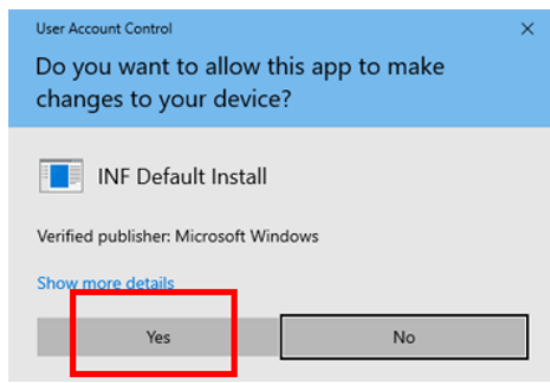 User Account Control
Do you want to allow this app to make
changes to your device?
INF Default Install
Verified publisher: Microsoft Windows
Show more details
Yes
No